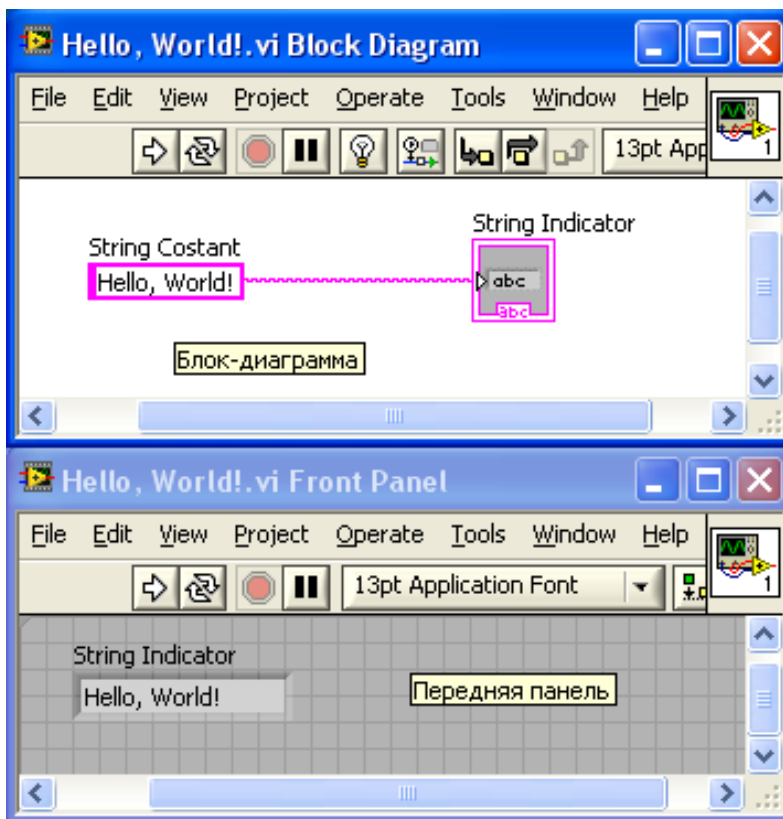 Hello, World!.vi Block Diagram
File Edit View Project Operate Tools Window Help
13pt App
1
String Costant
Hello, World!
String Indicator
abc
abc
Блок-диаграмма
Hello, World!.vi Front Panel
File Edit View Project Operate Tools Window Help
13pt Application Font
1
String Indicator
Hello, World!
Передняя панель